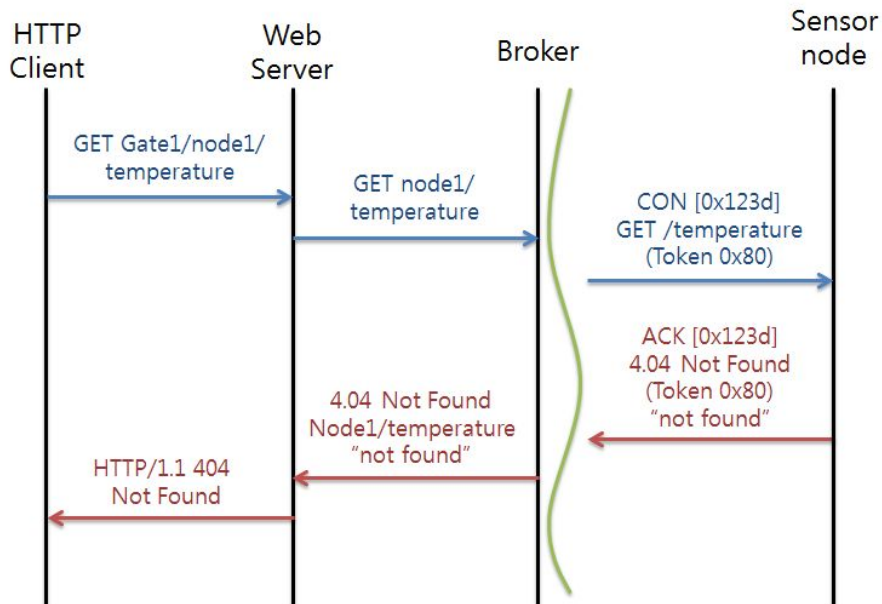 HTTP
Client
Web
Server
Broker
Sensor
node
GET Gate1/node1/
temperature
GET node1/
temperature
CON [0x123d]
GET /temperature
(Token 0x80)
ACK [0x123d]
4.04 Not Found
(Token 0x80)
“not found”
4.04 Not Found
Node1/temperature
“not found”
HTTP/1.1 404
Not Found